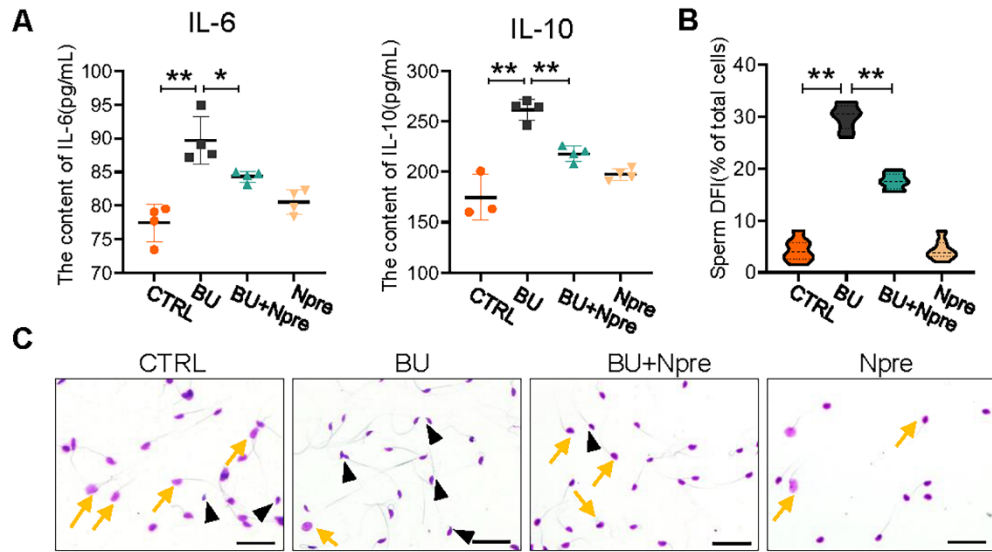 A
IL-6
The content of IL-6(pg/mL)
100
95
90
85
80
75
70
** *
CTRL
BU
BU+Npre
Npre
IL-10
The content of IL-10(pg/mL)
300
250
200
150
100
** **
CTRL
BU
BU+Npre
Npre
B
Sperm DFI(% of total cells)
40
30
20
10
0
** **
CTRL
BU
BU+Npre
Npre
C
CTRL
BU
BU+Npre
Npre